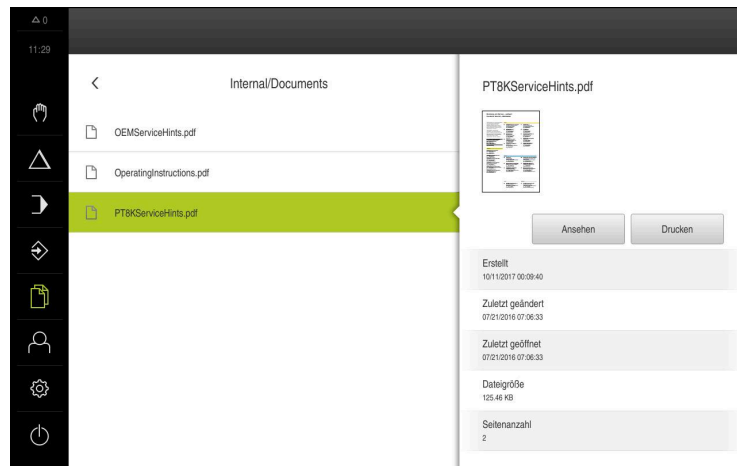 0
11:29
Internal/Documents
OEMServiceHints.pdf
OperatingInstructions.pdf
PT8KServiceHints.pdf
PT8KServiceHints.pdf
Ansehen
Drucken
Erstellt
10/11/2017 00:09:40
Zuletzt geändert
07/21/2016 07:06:33
Zuletzt geöffnet
07/21/2016 07:06:33
Dateigröße
125.46 KB
Seitenanzahl
2